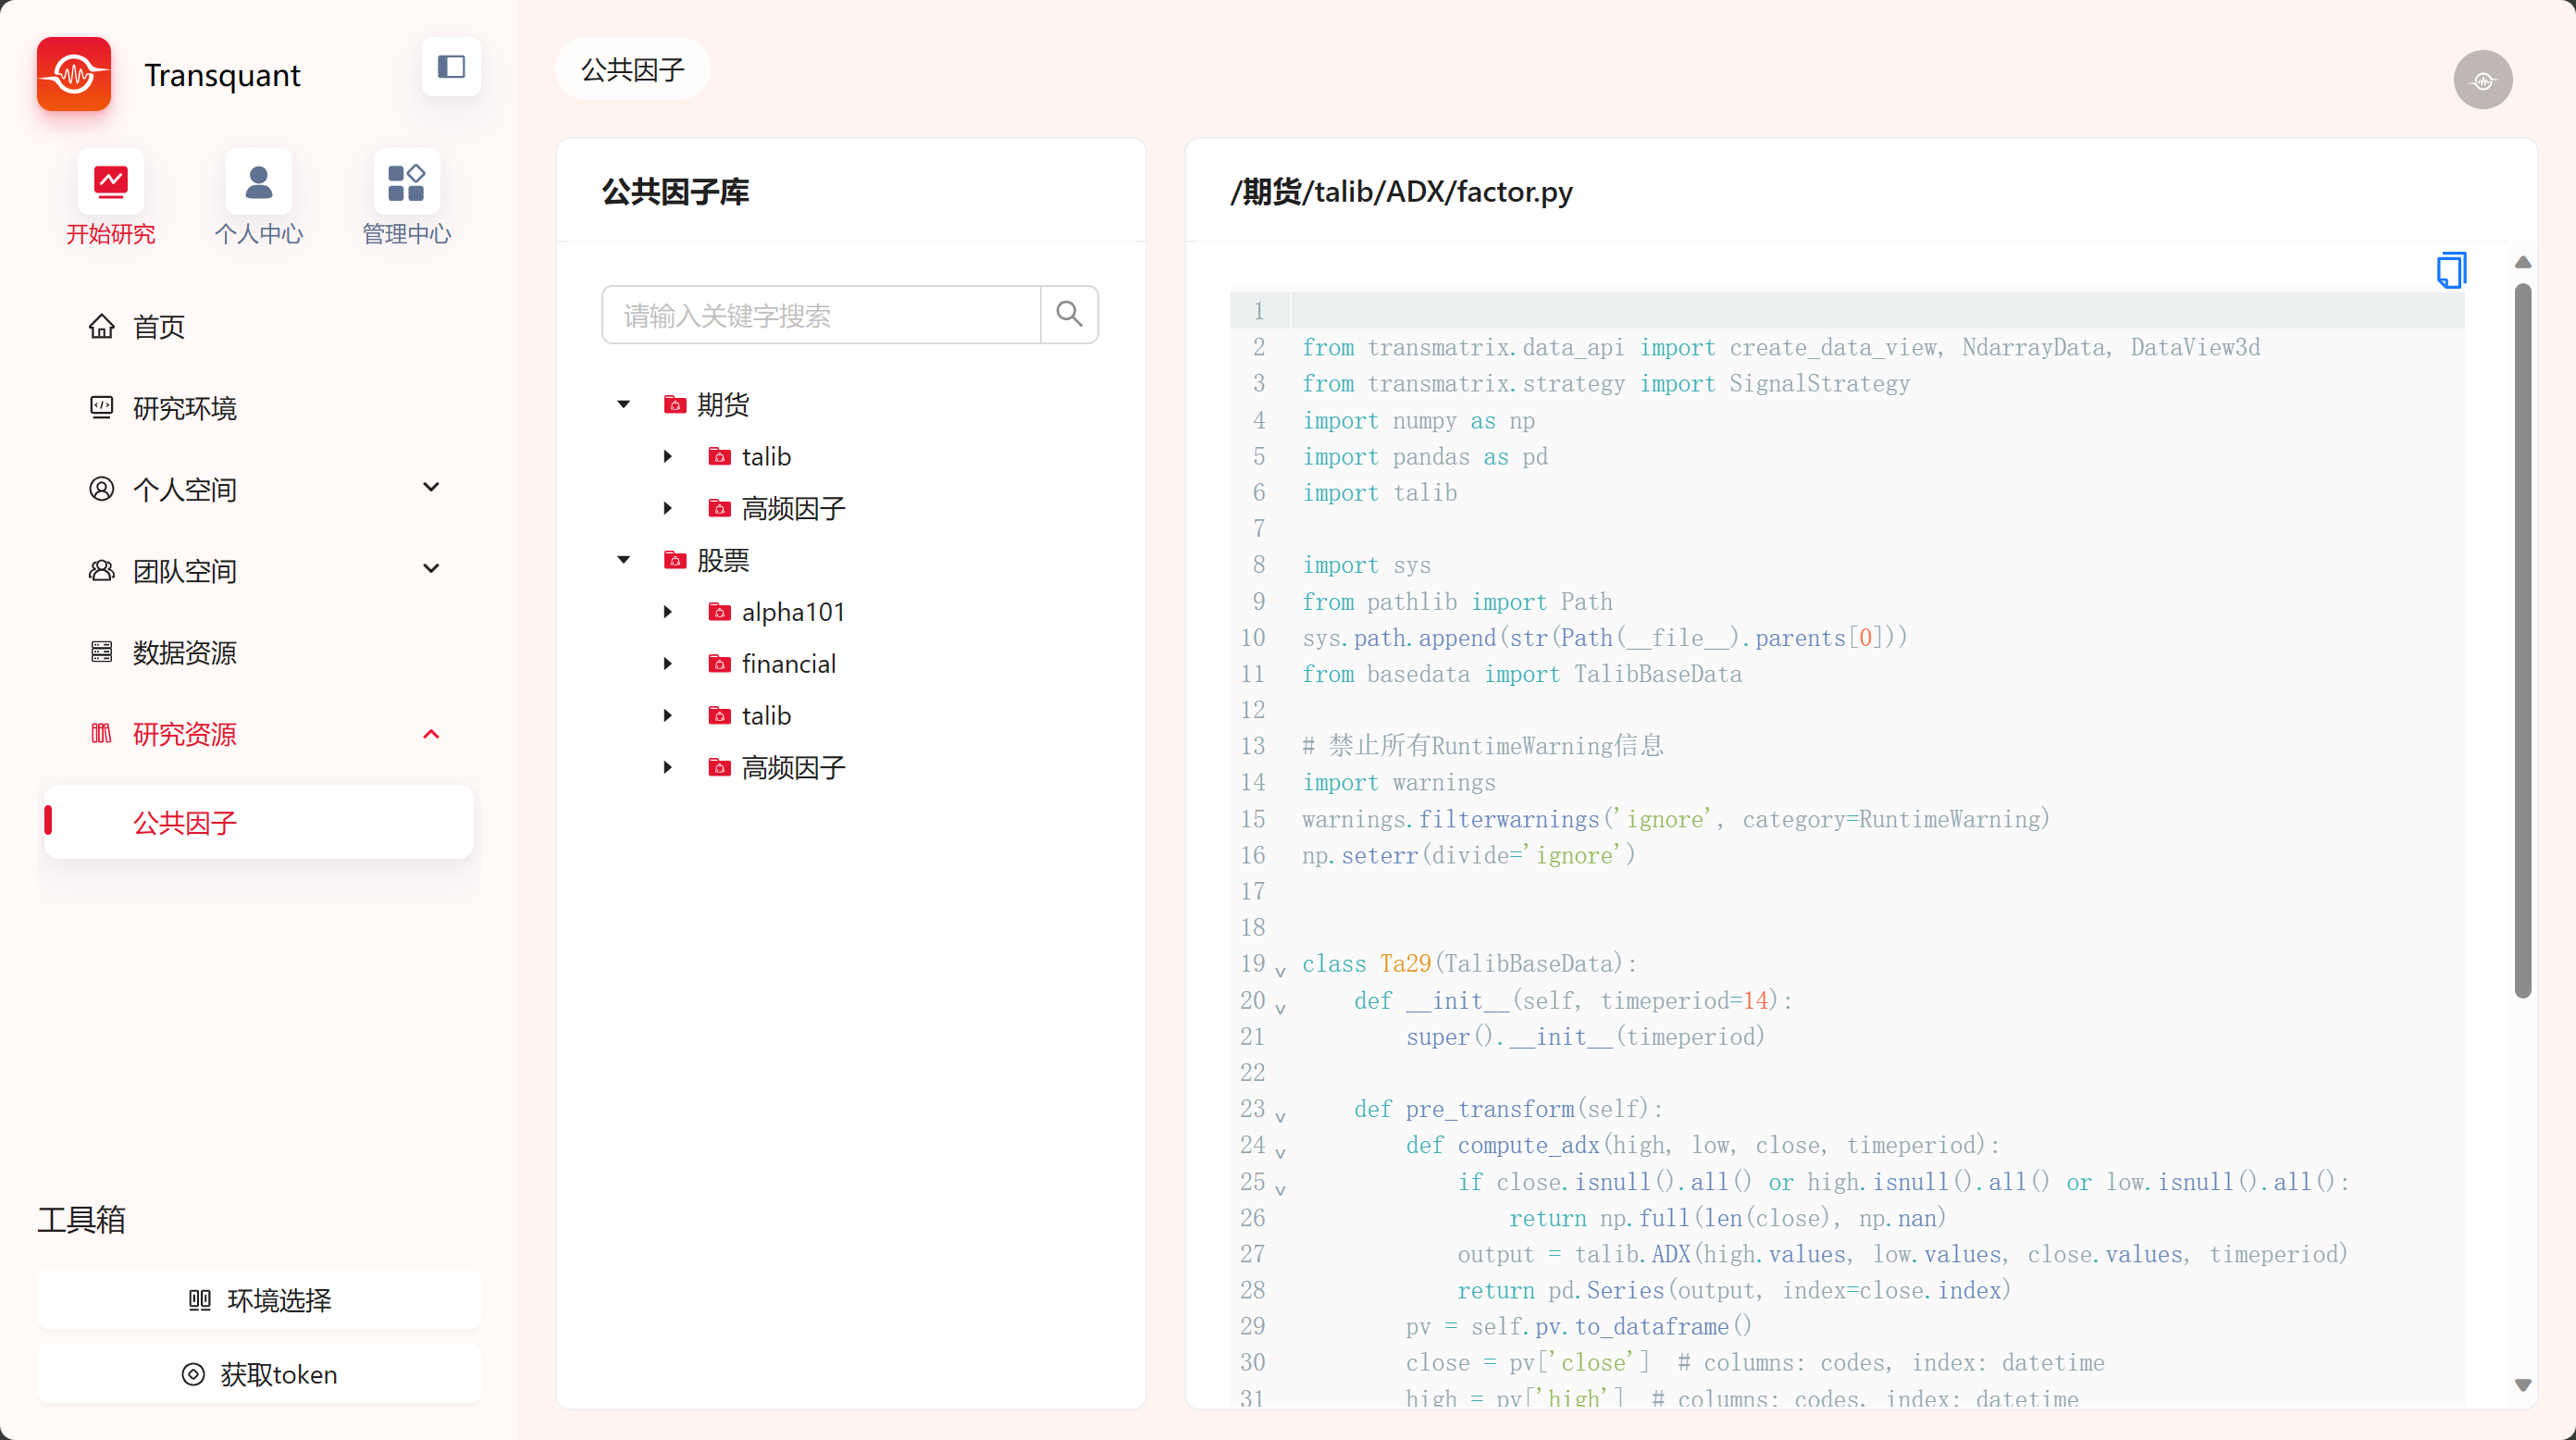 Transquant
开始研究
个人中心
管理中心
首页
研究环境
个人空间
团队空间
数据资源
研究资源
公共因子
工具箱
环境选择
获取token
公共因子
公共因子库
请输入关键字搜索
期货
talib
高频因子
股票
alpha101
financial
talib
高频因子
/期货/talib/ADX/factor.py
1
2 from transmatrix.data_api import create_data_view, NdarrayData, DataView3d
3 from transmatrix.strategy import SignalStrategy
4 import numpy as np
5 import pandas as pd
6 import talib
7
8 import sys
9 from pathlib import Path
10 sys.path.append(str(Path(__file__).parents[0]))
11 from basedata import TalibBaseData
12
13 # 禁止所有RuntimeWarning信息
14 import warnings
15 warnings.filterwarnings('ignore', category=RuntimeWarning)
16 np.seterr(divide='ignore')
17
18
19 class Ta29(TalibBaseData):
20     def __init__(self, timeperiod=14):
21         super().__init__(timeperiod)
22
23     def pre_transform(self):
24         def compute_adx(high, low, close, timeperiod):
25             if close.isnull().all() or high.isnull().all() or low.isnull().all():
26                 return np.full(len(close), np.nan)
27             output = talib.ADX(high.values, low.values, close.values, timeperiod)
28             return pd.Series(output, index=close.index)
29         pv = self.pv.to_dataframe()
30         close = pv['close']  # columns: codes, index: datetime
31         high = pv['high']  # columns: codes, index: datetime